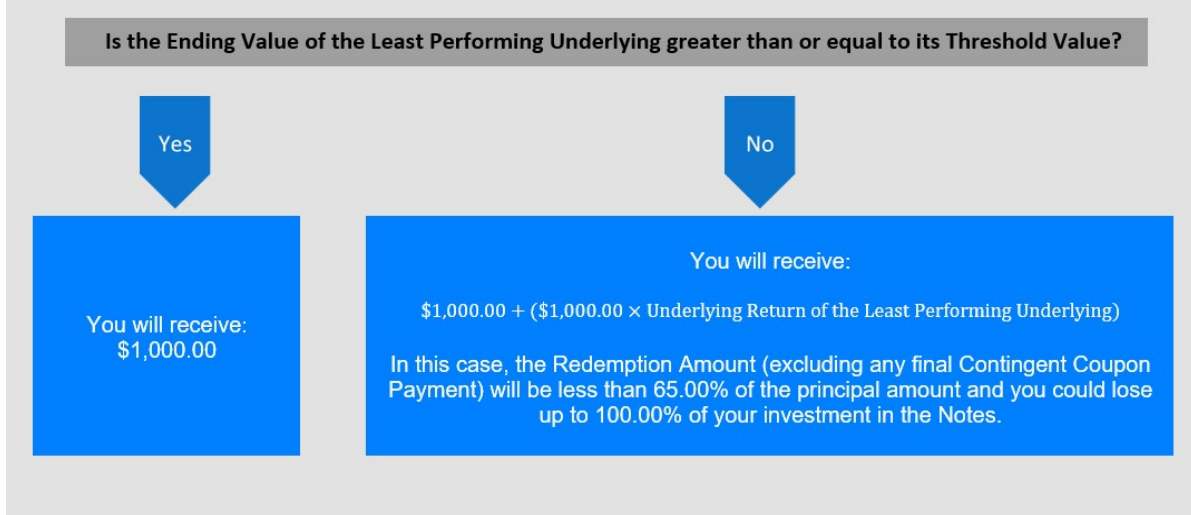 Is the Ending Value of the Least Performing Underlying greater than or equal to its Threshold Value?
Yes
No
You will receive:
$1,000.00
You will receive:
$1,000.00 + ($1,000.00 × Underlying Return of the Least Performing Underlying)
In this case, the Redemption Amount (excluding any final Contingent Coupon
Payment) will be less than 65.00% of the principal amount and you could lose
up to 100.00% of your investment in the Notes.